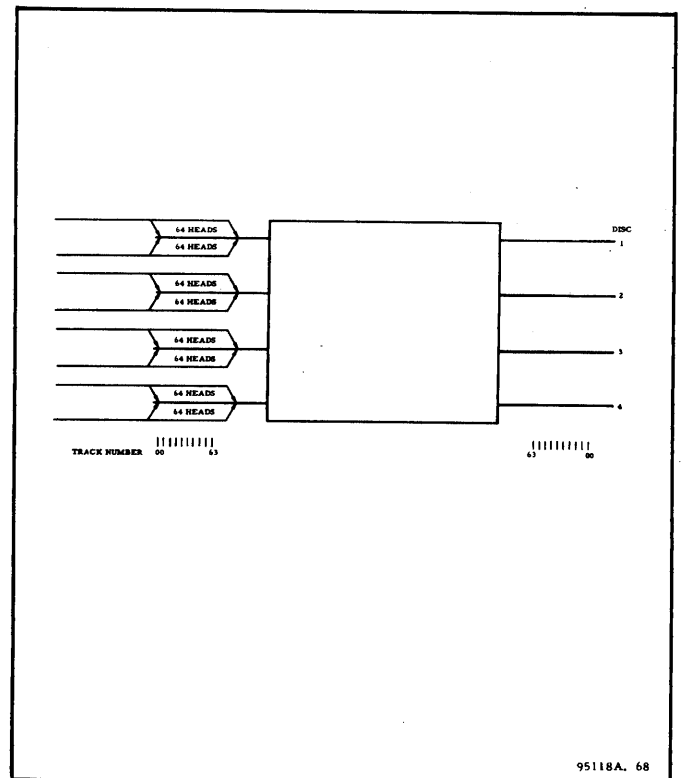 64 HEADS
DISC
64 HEADS
1
64 HEADS
2
64 HEADS
64 HEADS
3
64 HEADS
64 HEADS
4
64 HEADS
TRACK NUMBER 00 63
63 00
95118A. 68